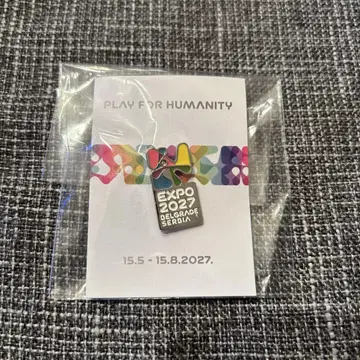 PLAY FOR HUMANITY
EXPO
2027
BELGRADE
SERBIA
15.5 - 15.8.2027.